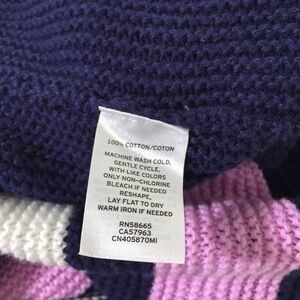 100% COTTON/COTON
MACHINE WASH COLD,
GENTLE CYCLE,
WITH LIKE COLORS
ONLY NON-CHLORINE
BLEACH IF NEEDED
RESHAPE,
LAY FLAT TO DRY
WARM IRON IF NEEDED
RN58665
CA57963
CN405870MI